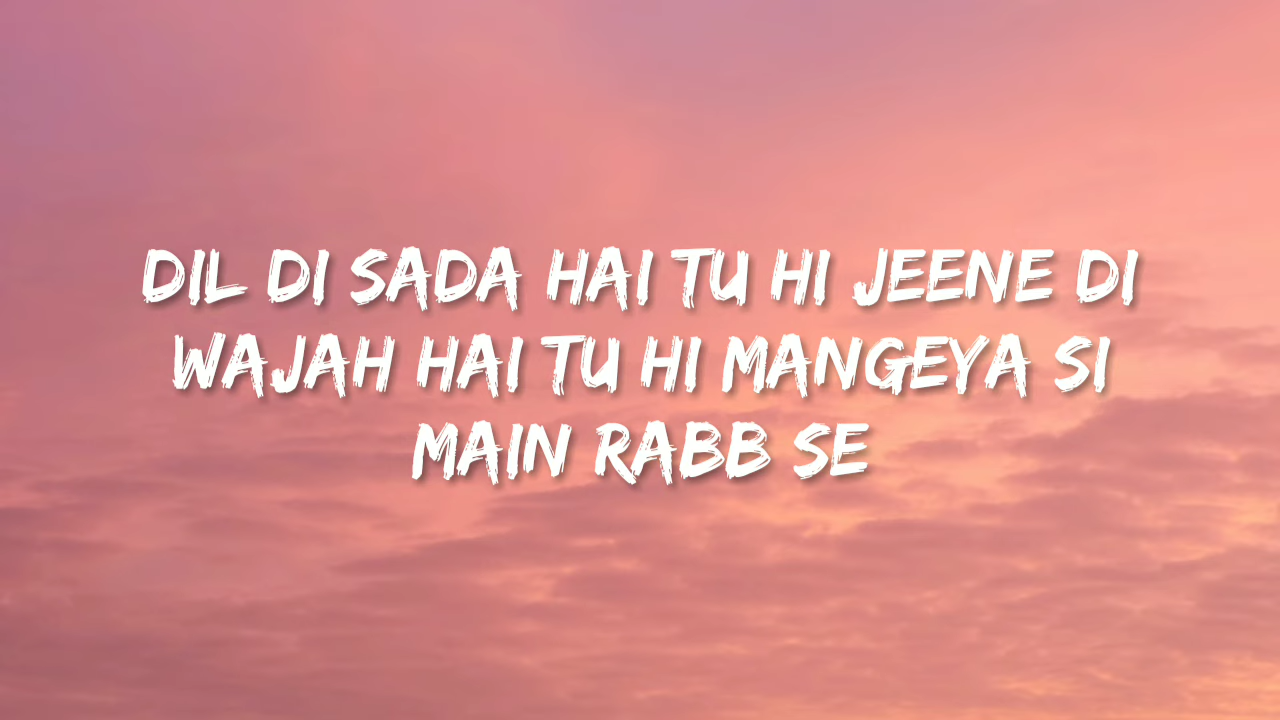 DIL DI SADA HAI TU HI JEENE DI
WAJAH HAI TU HI MANGEYA SI
MAIN RABB SE